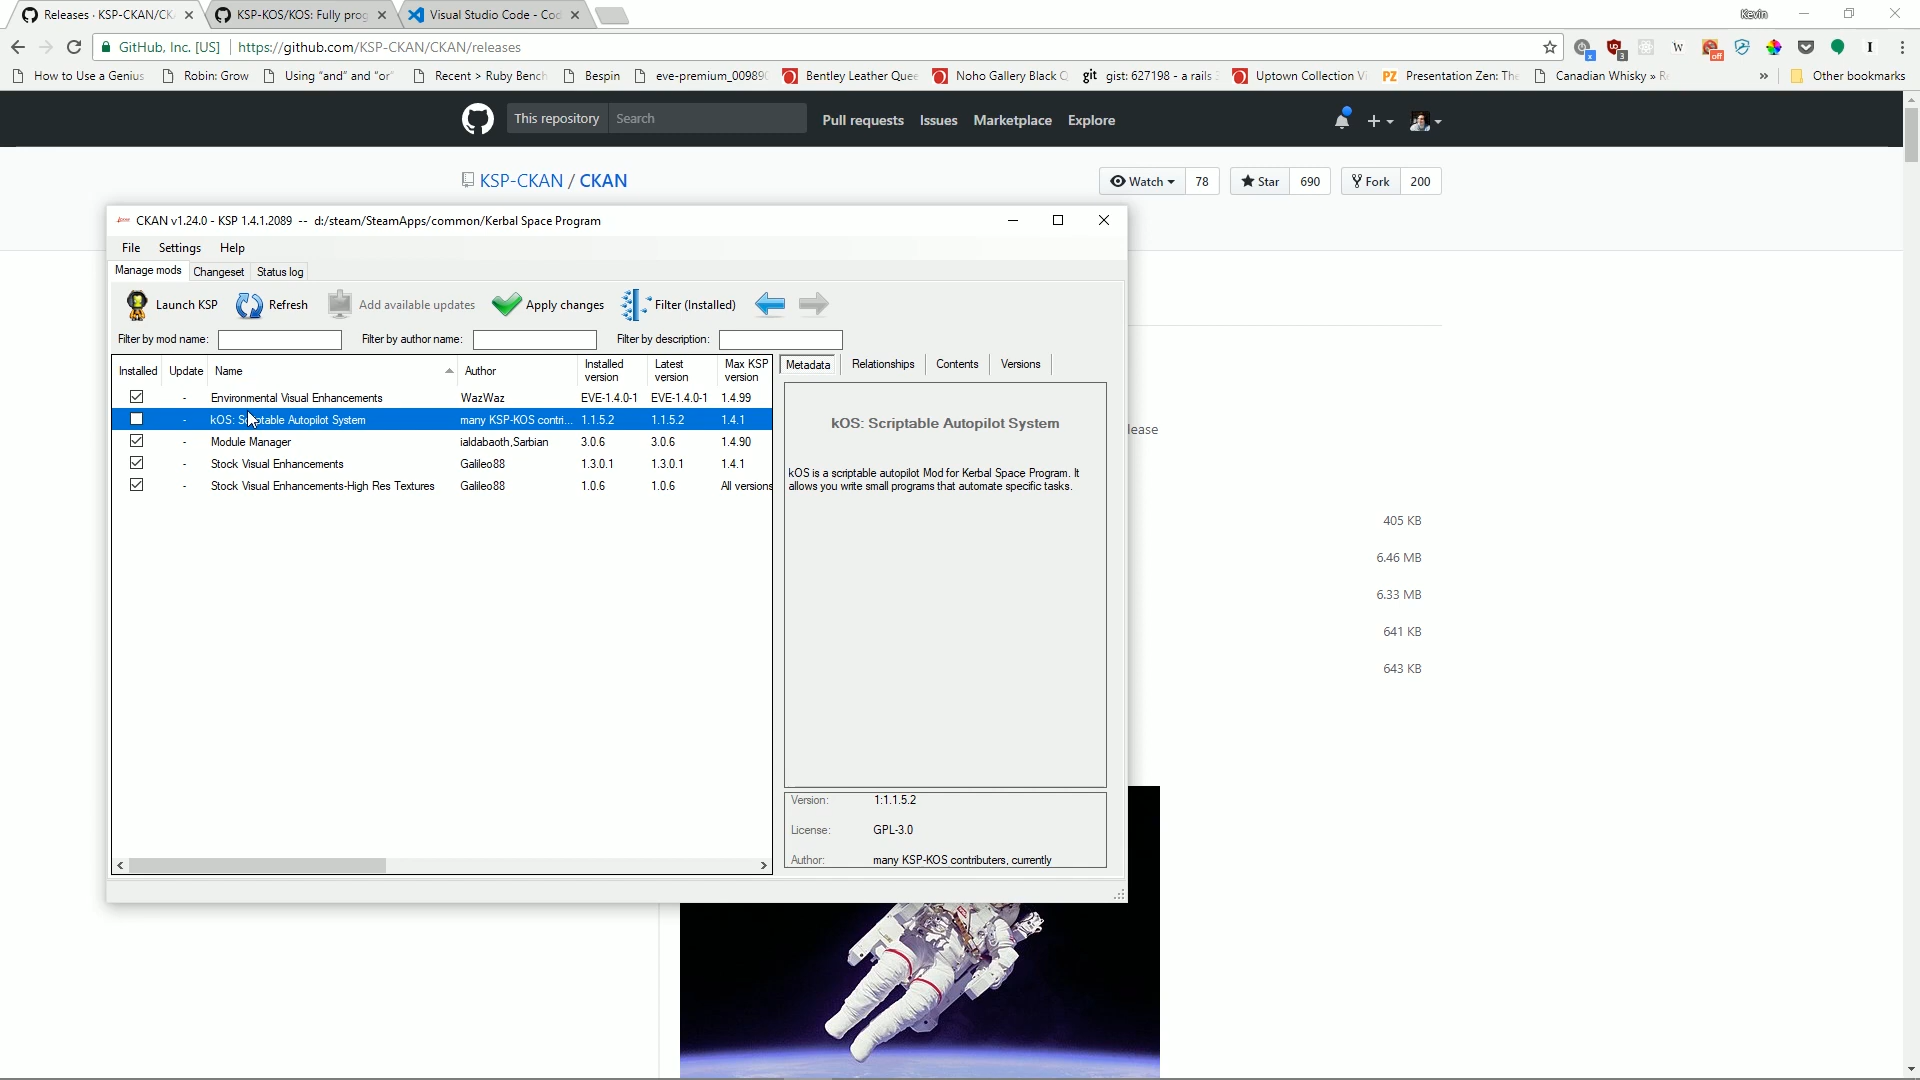 Releases · KSP-CKAN/CK
KSP-KOS/KOS: Fully prog
Visual Studio Code - Cod
Kevin
GitHub, Inc. [US]
https://github.com/KSP-CKAN/CKAN/releases
How to Use a Genius
Robin: Grow
Using “and” and “or”
Recent > Ruby Bench
Bespin
eve-premium_009890
Bentley Leather Quee
Noho Gallery Black Q
git gist: 627198 - a rails
Uptown Collection Vi
PZ Presentation Zen: The
Canadian Whisky » R
» Other bookmarks
This repository
Search
Pull requests
Issues
Marketplace
Explore
KSP-CKAN / CKAN
Watch
78
Star
690
Fork
200
CKAN v1.24.0 - KSP 1.4.1.2089 -- d:/steam/SteamApps/common/Kerbal Space Program
File Settings Help
Manage mods Changeset Status log
Launch KSP
Refresh
Add available updates
Apply changes
Filter (Installed)
Filter by mod name:
Filter by author name:
Filter by description:
Installed Update Name Author Installed version Latest version Max KSP version
- Environmental Visual Enhancements WazWaz EVE-1.4.0-1 EVE-1.4.0-1 1.4.99
- kOS: Scriptable Autopilot System many KSP-KOS contri... 1.1.5.2 1.1.5.2 1.4.1
- Module Manager ialdabaoth,Sarbian 3.0.6 3.0.6 1.4.90
- Stock Visual Enhancements Galileo88 1.3.0.1 1.3.0.1 1.4.1
- Stock Visual Enhancements-High Res Textures Galileo88 1.0.6 1.0.6 All versions
Metadata Relationships Contents Versions
kOS: Scriptable Autopilot System
kOS is a scriptable autopilot Mod for Kerbal Space Program. It
allows you write small programs that automate specific tasks.
Version: 1:1.1.5.2
License: GPL-3.0
Author: many KSP-KOS contributers, currently
lease
405 KB
6.46 MB
6.33 MB
641 KB
643 KB